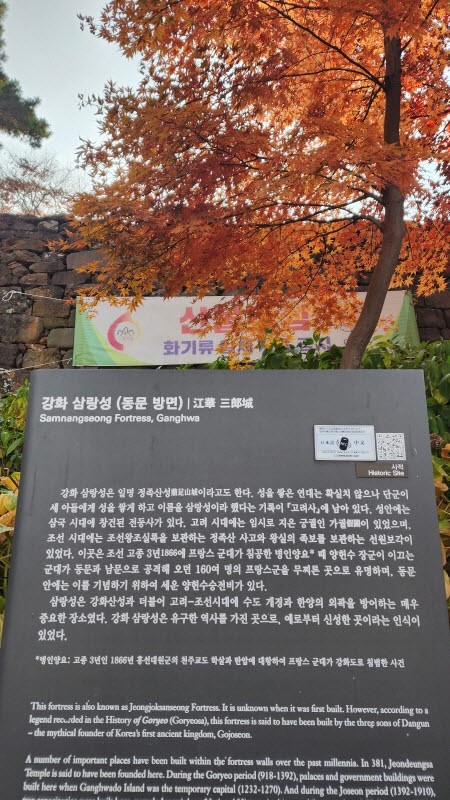 화기류
강화 삼랑성 (동문 방면) | 江華 三郞城
Samnangseong Fortress, Ganghwa
日本語
中文
사적
Historic Site
강화 삼랑성은 일명 정족산성鼎足山城이라고도 한다. 성을 쌓은 연대는 확실치 않으나 단군이
세 아들에게 성을 쌓게 하고 이름을 삼랑성이라 했다는 기록이 『고려사』에 남아 있다. 성안에는
삼국 시대에 창건된 전등사가 있다. 고려 시대에는 임시로 지은 궁궐인 가궐假闕이 있었으며,
조선 시대에는 조선왕조실록을 보관하는 정족산 사고와 왕실의 족보를 보관하는 선원보각이
있었다. 이곳은 조선 고종 3년1866에 프랑스 군대가 침공한 병인양요* 때 양헌수 장군이 이끄는
군대가 동문과 남문으로 공격해 오던 160여 명의 프랑스군을 무찌른 곳으로 유명하며, 동문
안에는 이를 기념하기 위하여 세운 양헌수승전비가 있다.
삼랑성은 강화산성과 더불어 고려~조선시대에 수도 개경과 한양의 외곽을 방어하는 매우
중요한 장소였다. 강화 삼랑성은 유구한 역사를 가진 곳으로, 예로부터 신성한 곳이라는 인식이
있었다.
*병인양요: 고종 3년인 1866년 흥선대원군의 천주교도 학살과 탄압에 대항하여 프랑스 군대가 강화도로 침범한 사건
This fortress is also known as Jeongjoksanseong Fortress. It is unknown when it was first built. However, according to a
legend recorded in the History of Goryeo (Goryeosa), this fortress is said to have been built by the three sons of Dangun
– the mythical founder of Korea's first ancient kingdom, Gojoseon.
A number of important places have been built within the fortress walls over the past millennia. In 381, Jeondeungsa
Temple is said to have been founded here. During the Goryeo period (918-1392), palaces and government buildings were
built here when Ganghwado Island was the temporary capital (1232-1270). And during the Joseon period (1392-1910),